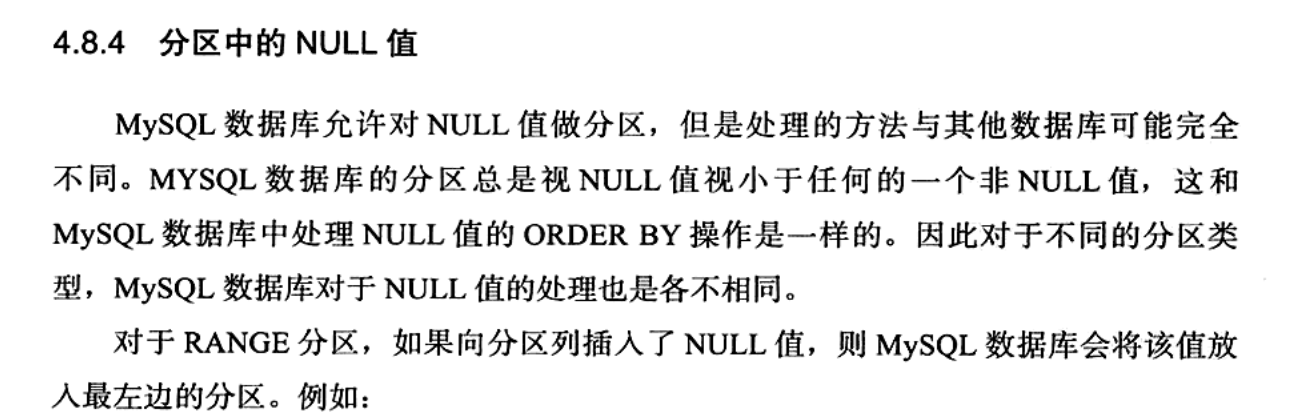 4.8.4 分区中的 NULL 值
MySQL 数据库允许对 NULL 值做分区，但是处理的方法与其他数据库可能完全
不同。MYSQL 数据库的分区总是视 NULL 值视小于任何的一个非 NULL 值，这和
MySQL 数据库中处理 NULL 值的 ORDER BY 操作是一样的。因此对于不同的分区类
型，MySQL 数据库对于 NULL 值的处理也是各不相同。
对于 RANGE 分区，如果向分区列插入了 NULL 值，则 MySQL 数据库会将该值放
入最左边的分区。例如：